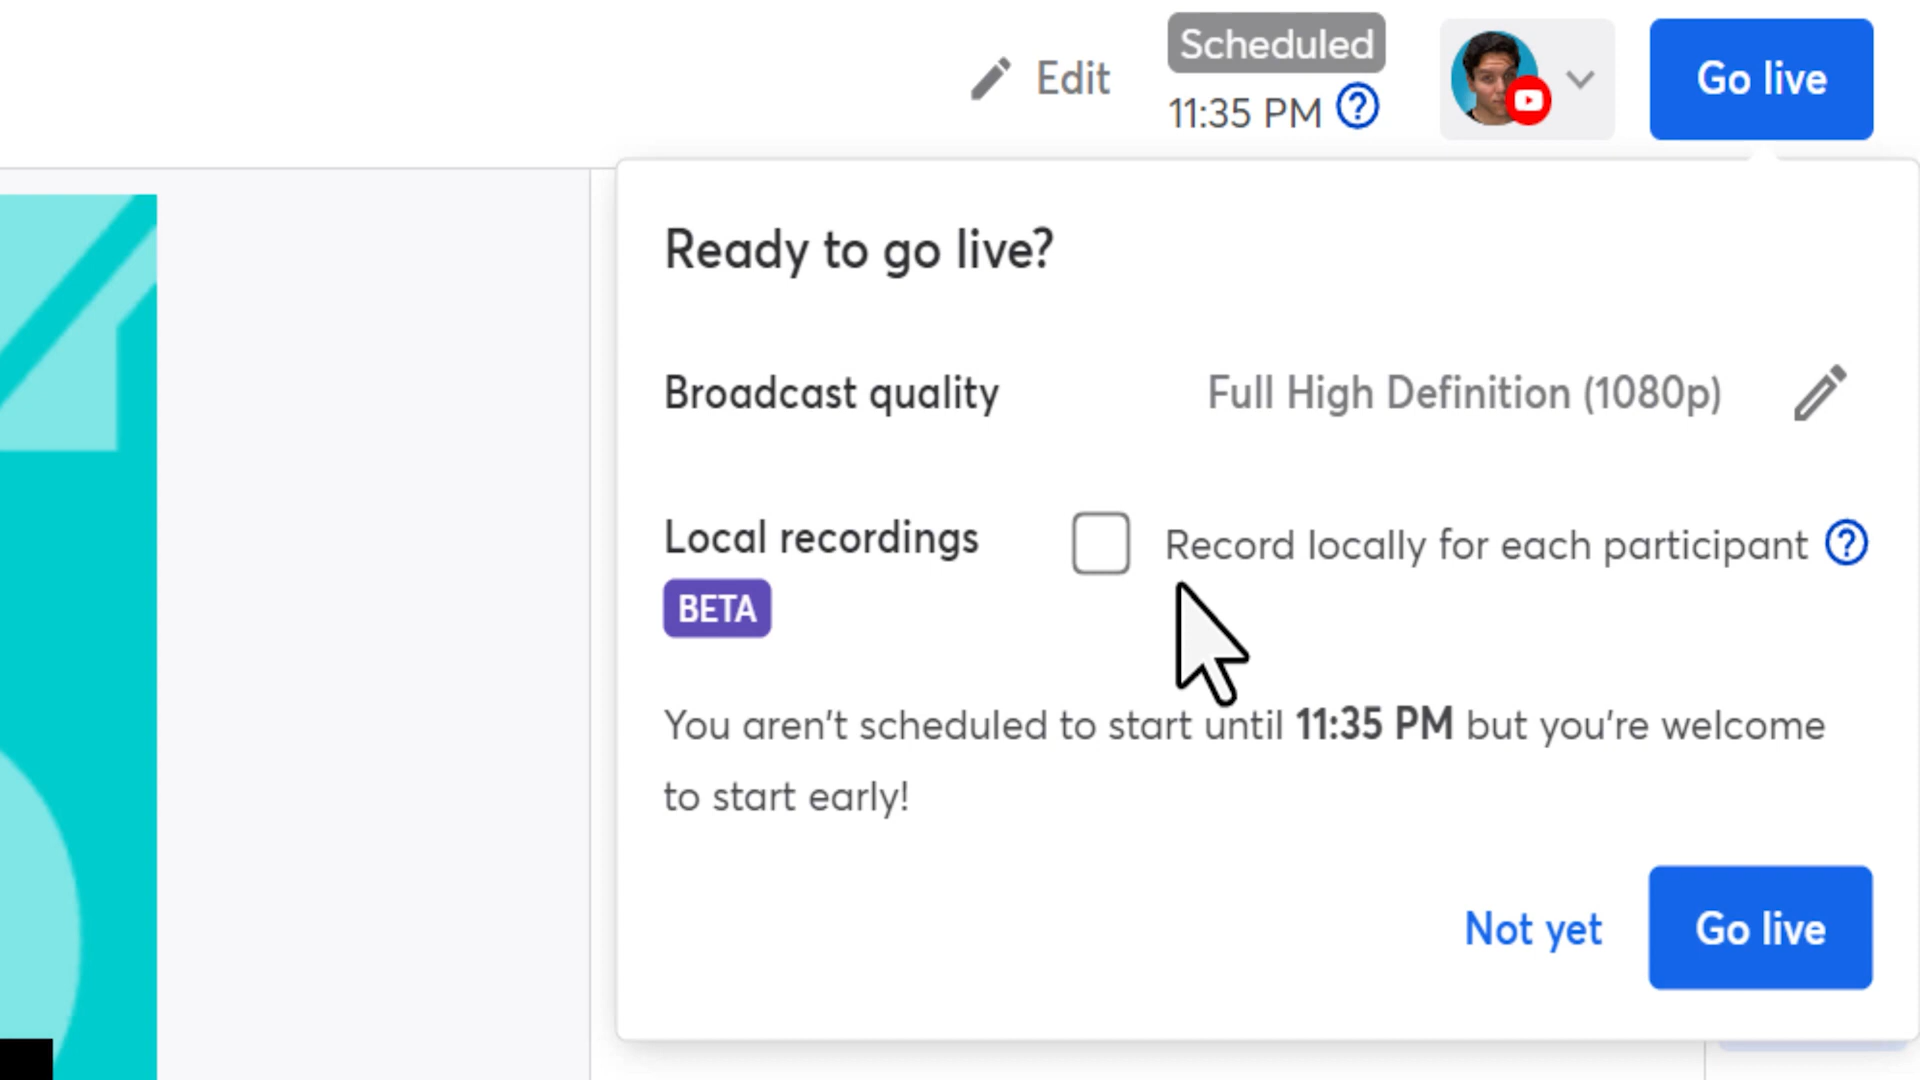 Edit
Scheduled
11:35 PM
Go live
Ready to go live?
Broadcast quality
Full High Definition (1080p)
Local recordings
BETA
Record locally for each participant
You aren't scheduled to start until 11:35 PM but you're welcome
to start early!
Not yet
Go live